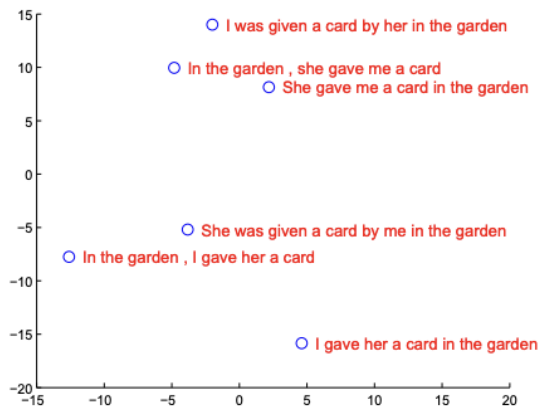 15
I was given a card by her in the garden
10
In the garden , she gave me a card
She gave me a card in the garden
5
0
−5
She was given a card by me in the garden
In the garden , I gave her a card
−10
−15
I gave her a card in the garden
−20
−15 −10 −5 0 5 10 15 20